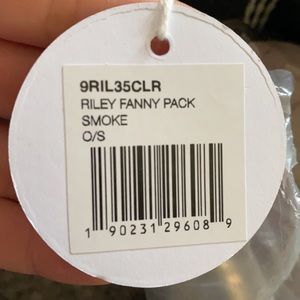 9RIL35CLR
RILEY FANNY PACK
SMOKE
O/S
1 90231 29608 9